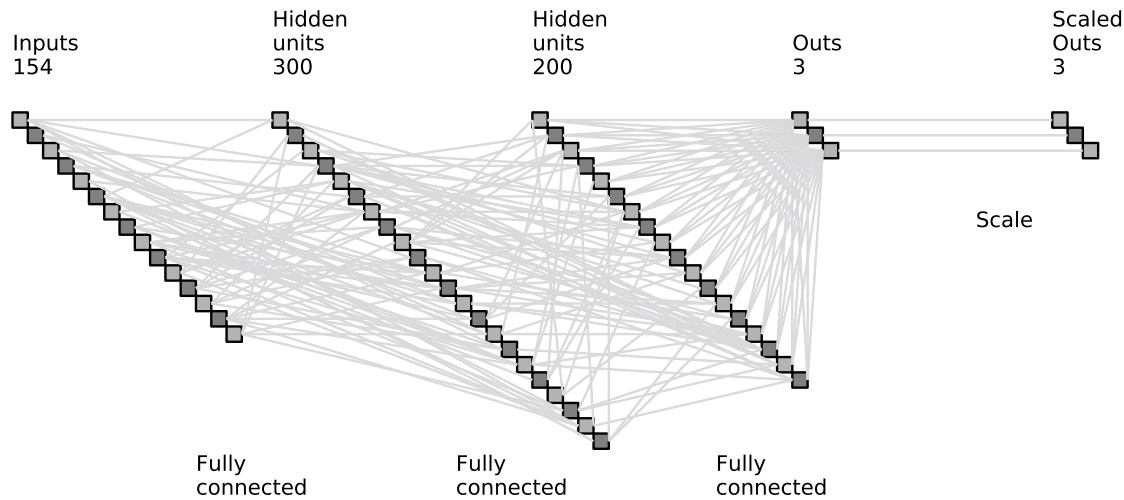 Inputs
154
Hidden
units
300
Hidden
units
200
Outs
3
Scaled
Outs
3
Scale
Fully
connected
Fully
connected
Fully
connected